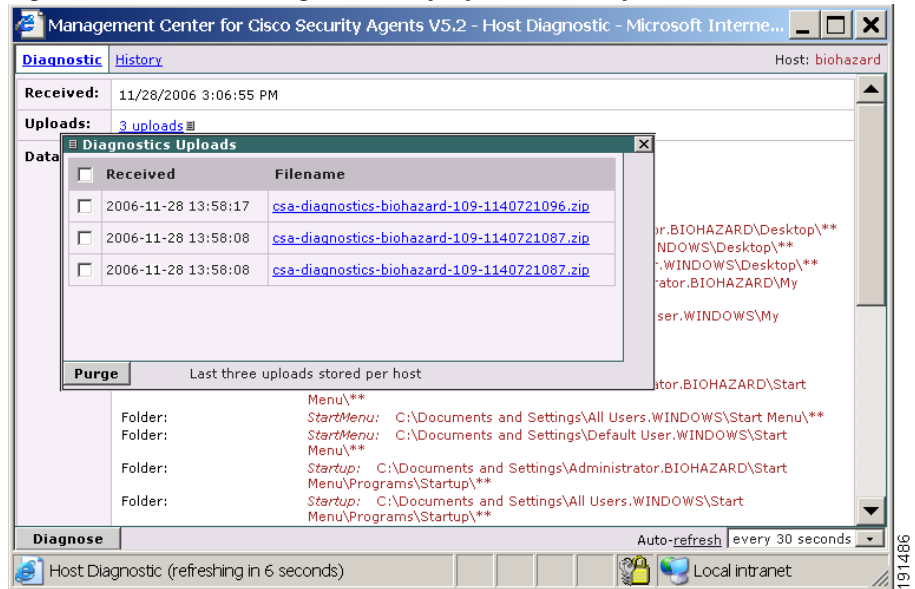 Management Center for Cisco Security Agents V5.2 - Host Diagnostic - Microsoft Interne...
Diagnostic History Host: biohazard
Received: 11/28/2006 3:06:55 PM
Uploads: 3 uploads
Data
Diagnostics Uploads
Received Filename
2006-11-28 13:58:17 csa-diagnostics-biohazard-109-1140721096.zip
2006-11-28 13:58:08 csa-diagnostics-biohazard-109-1140721087.zip
2006-11-28 13:58:08 csa-diagnostics-biohazard-109-1140721087.zip
Purge Last three uploads stored per host
or.BIOHAZARD\Desktop\**
NDOWS\Desktop\**
.WINDOWS\Desktop\**
ator.BIOHAZARD\My
ser.WINDOWS\My
ator.BIOHAZARD\Start
Menu\**
Folder: StartMenu: C:\Documents and Settings\All Users.WINDOWS\Start Menu\**
Folder: StartMenu: C:\Documents and Settings\Default User.WINDOWS\Start
Menu\**
Folder: Startup: C:\Documents and Settings\Administrator.BIOHAZARD\Start
Menu\Programs\Startup\**
Folder: Startup: C:\Documents and Settings\All Users.WINDOWS\Start
Menu\Programs\Startup\**
Diagnose Auto-refresh every 30 seconds
Host Diagnostic (refreshing in 6 seconds) Local intranet
191486